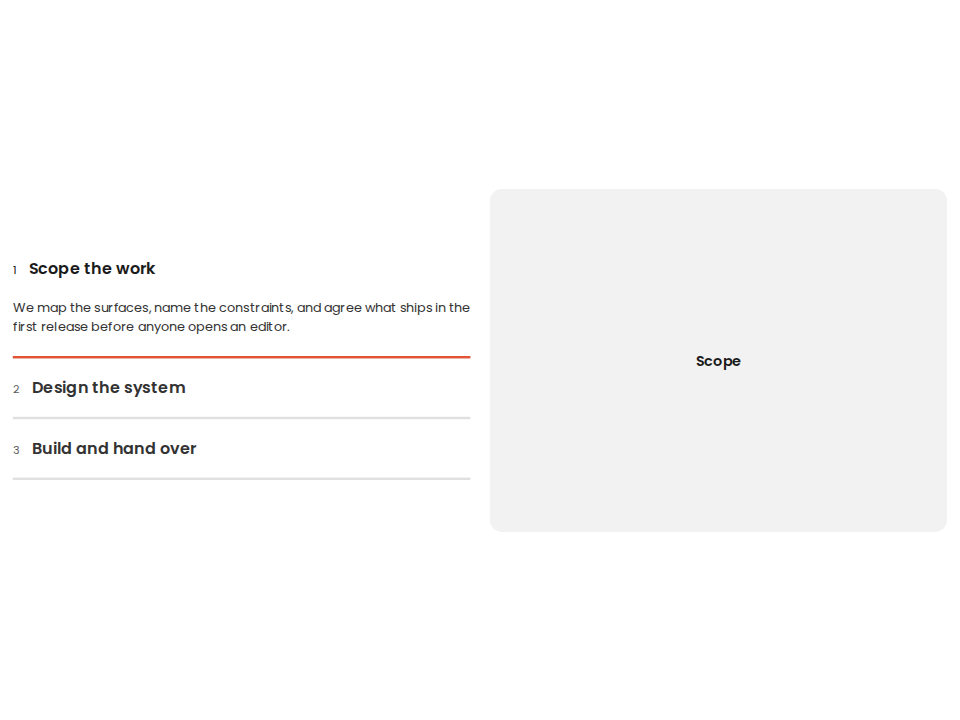 1 Scope the work
We map the surfaces, name the constraints, and agree what ships in the
first release before anyone opens an editor.
2 Design the system
3 Build and hand over
Scope